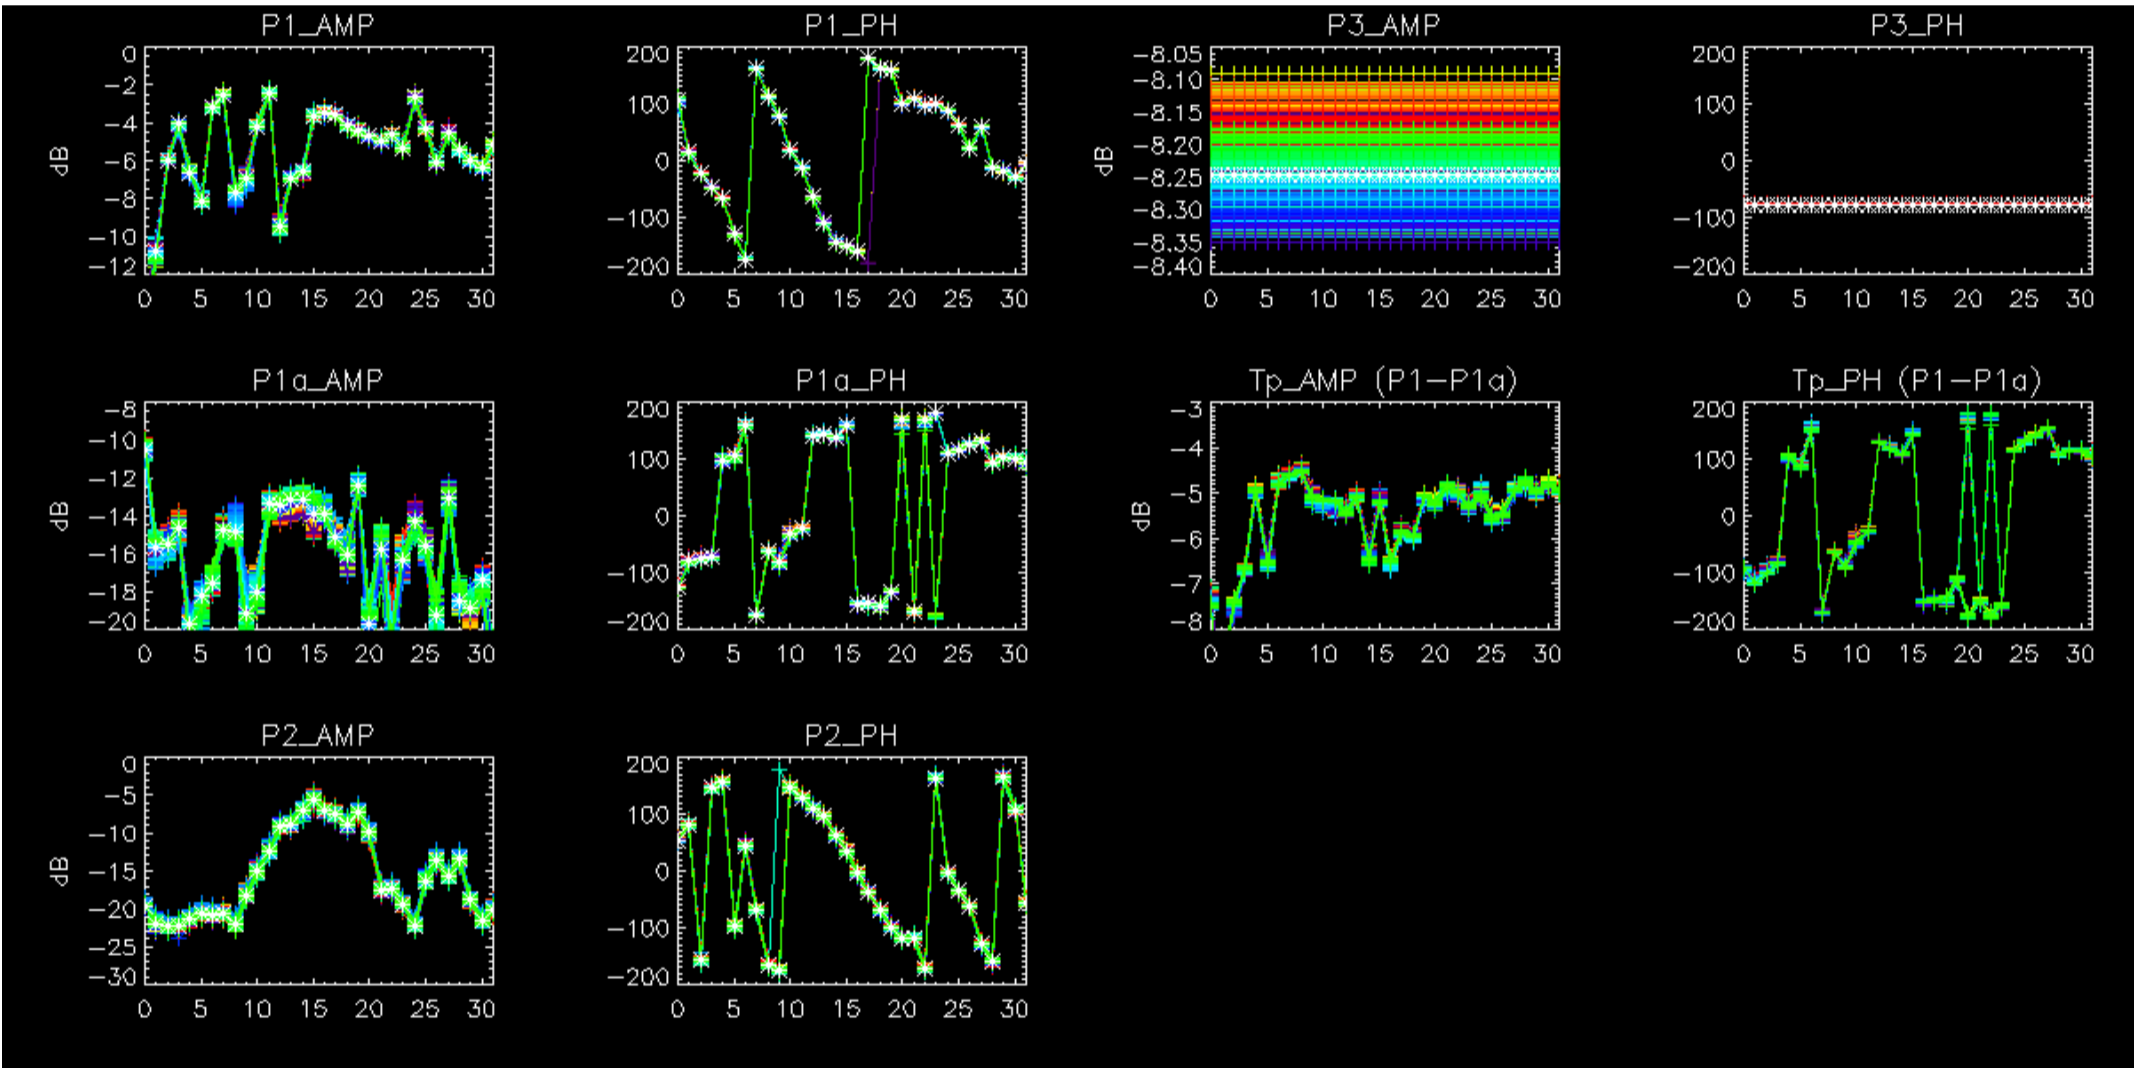 P1_AMP
0
−2
−4
−6
−8
−10
−12
dB
0 5 10 15 20 25 30
P1_PH
200
100
0
−100
−200
0 5 10 15 20 25 30
P3_AMP
−8.05
−8.10
−8.15
−8.20
−8.25
−8.30
−8.35
−8.40
dB
0 5 10 15 20 25 30
P3_PH
200
100
0
−100
−200
0 5 10 15 20 25 30
P1a_AMP
−8
−10
−12
−14
−16
−18
−20
dB
0 5 10 15 20 25 30
P1a_PH
200
100
0
−100
−200
0 5 10 15 20 25 30
Tp_AMP (P1−P1a)
−3
−4
−5
−6
−7
−8
dB
0 5 10 15 20 25 30
Tp_PH (P1−P1a)
200
100
0
−100
−200
0 5 10 15 20 25 30
P2_AMP
0
−5
−10
−15
−20
−25
−30
dB
0 5 10 15 20 25 30
P2_PH
200
100
0
−100
−200
0 5 10 15 20 25 30